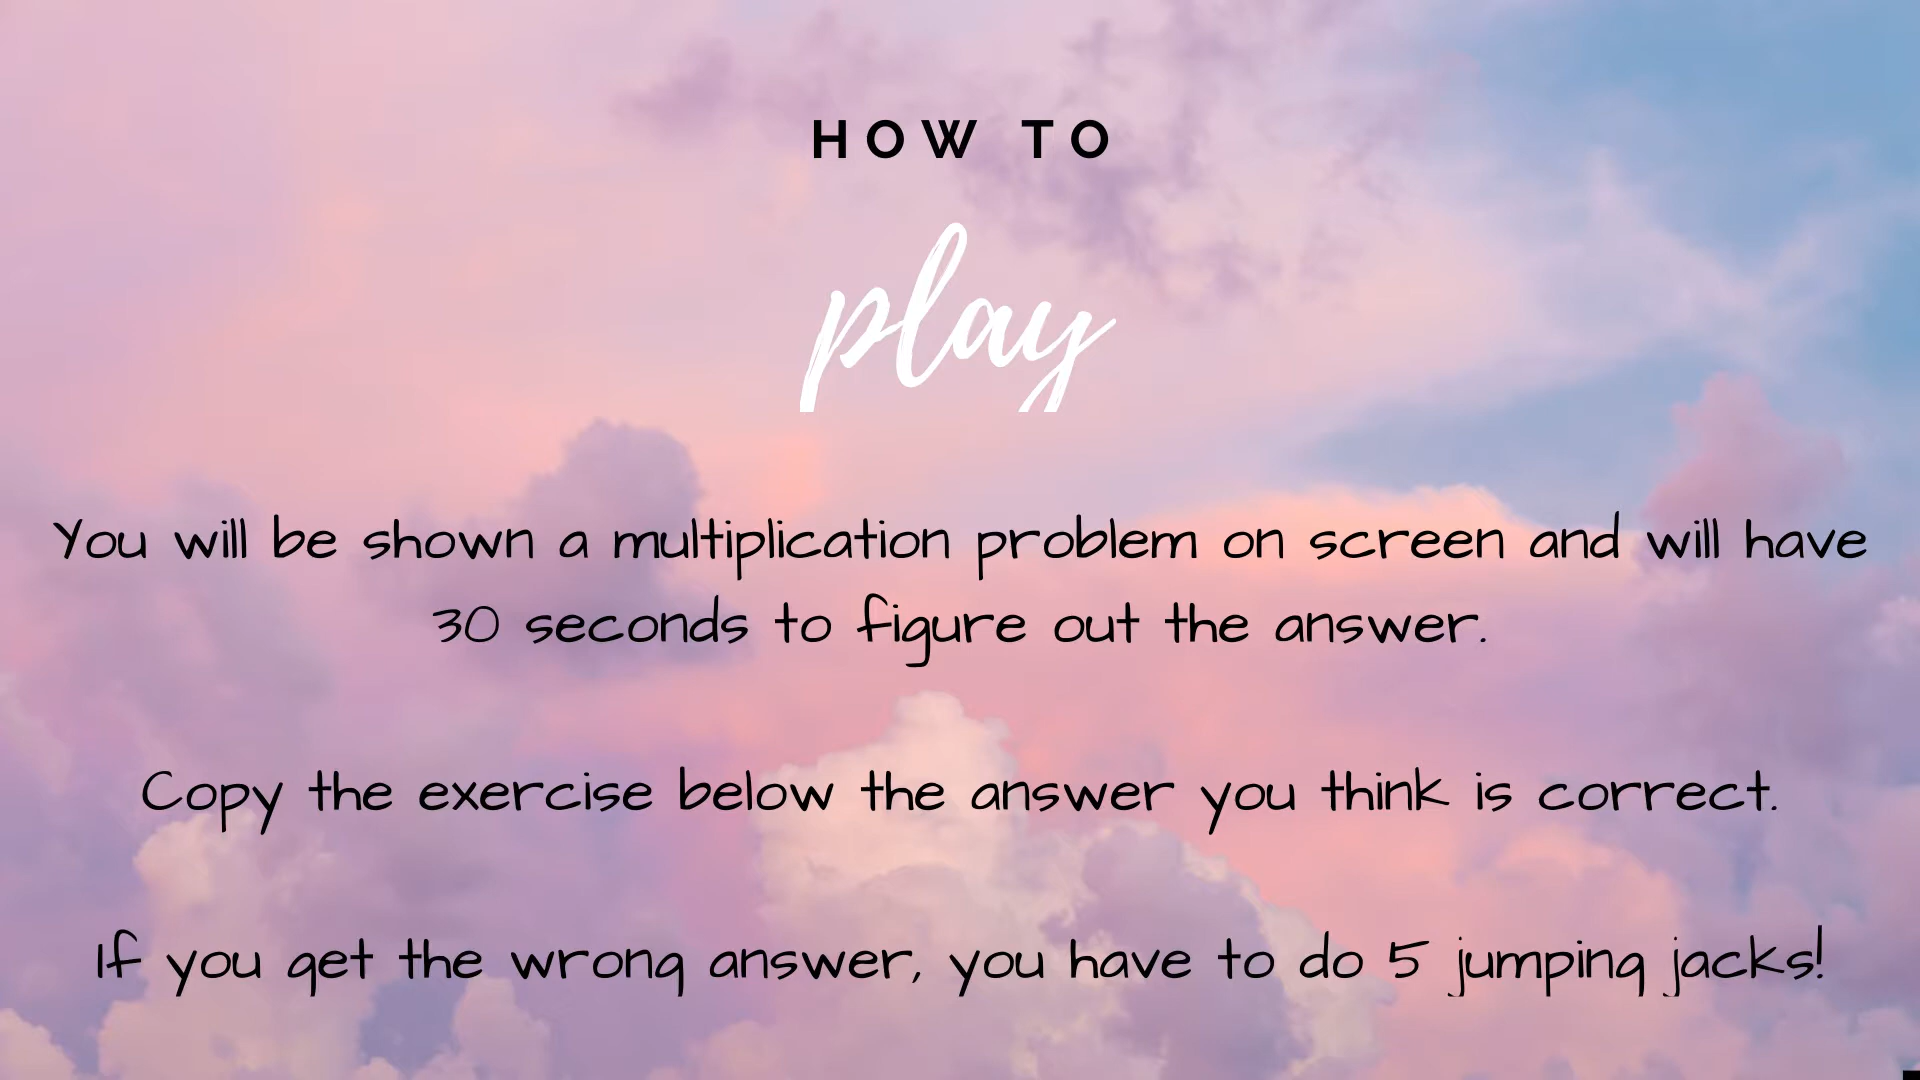 HOW TO
play
You will be shown a multiplication problem on screen and will have
30 seconds to figure out the answer.
Copy the exercise below the answer you think is correct.
If you get the wrong answer, you have to do 5 jumping jacks!